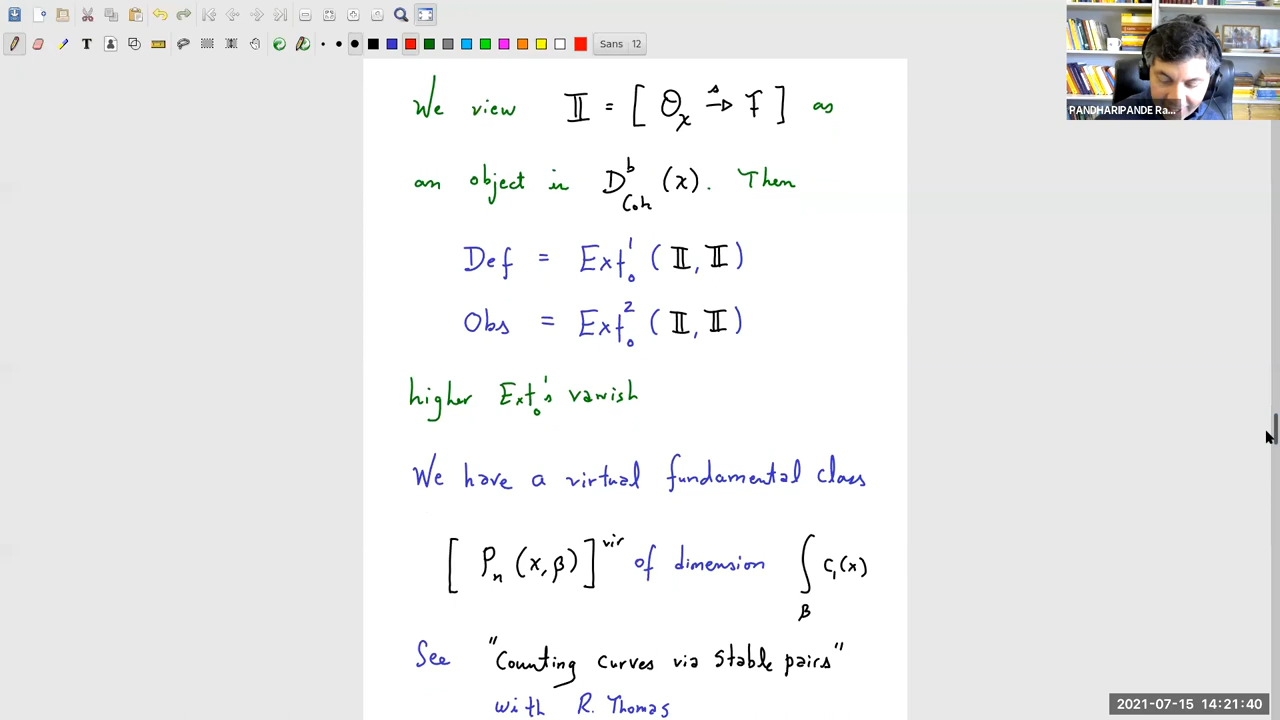 Sans 12
We view 𝕀 = [ O_X →^s F ] as
an object in D^b_Coh (X). Then
Def = Ext^1_0 ( 𝕀, 𝕀 )
Obs = Ext^2_0 ( 𝕀, 𝕀 )
higher Ext_0's vanish
We have a virtual fundamental class
[ P_n (X, β) ]^vir of dimension ∫_β c_1(X)
See "Counting curves via stable pairs"
with R. Thomas
PANDHARIPANDE Ra...
2021-07-15 14:21:40